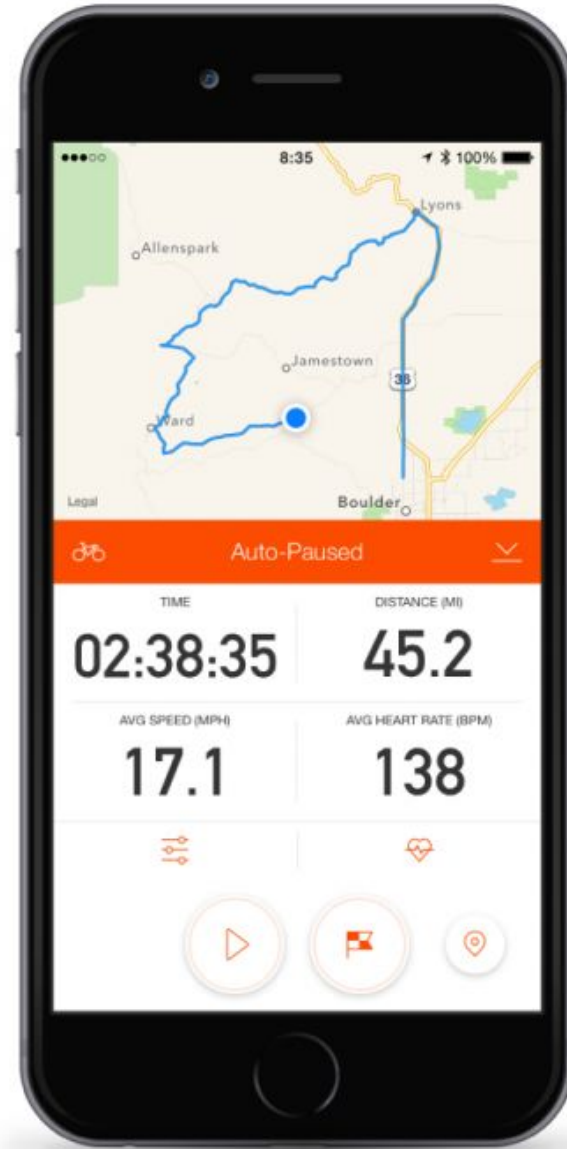 8:35 100%
Lyons
Allenspark
Jamestown
36
Ward
Legal
Boulder
Auto-Paused
TIME DISTANCE (MI)
02:38:35 45.2
AVG SPEED (MPH) AVG HEART RATE (BPM)
17.1 138